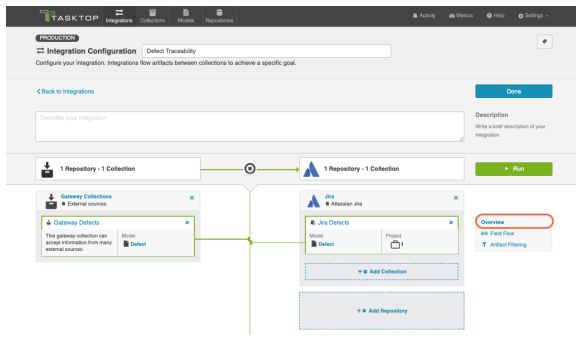 TASKTOP
Integrations
Collections
Models
Repositories
Activity
Metrics
Help
Settings
PRODUCTION
Integration Configuration
Defect Traceability
Configure your integration. Integrations flow artifacts between collections to achieve a specific goal.
Back to Integrations
Done
Describe your integration
Description
Write a brief description of your
integration.
1 Repository - 1 Collection
1 Repository - 1 Collection
Run
Gateway Collections
External sources
Jira
Atlassian Jira
Gateway Defects
This gateway collection can
accept information from many
external sources.
Model
Defect
Jira Defects
Model
Defect
Project
1
+ Add Collection
+ Add Repository
Overview
Field Flow
Artifact Filtering